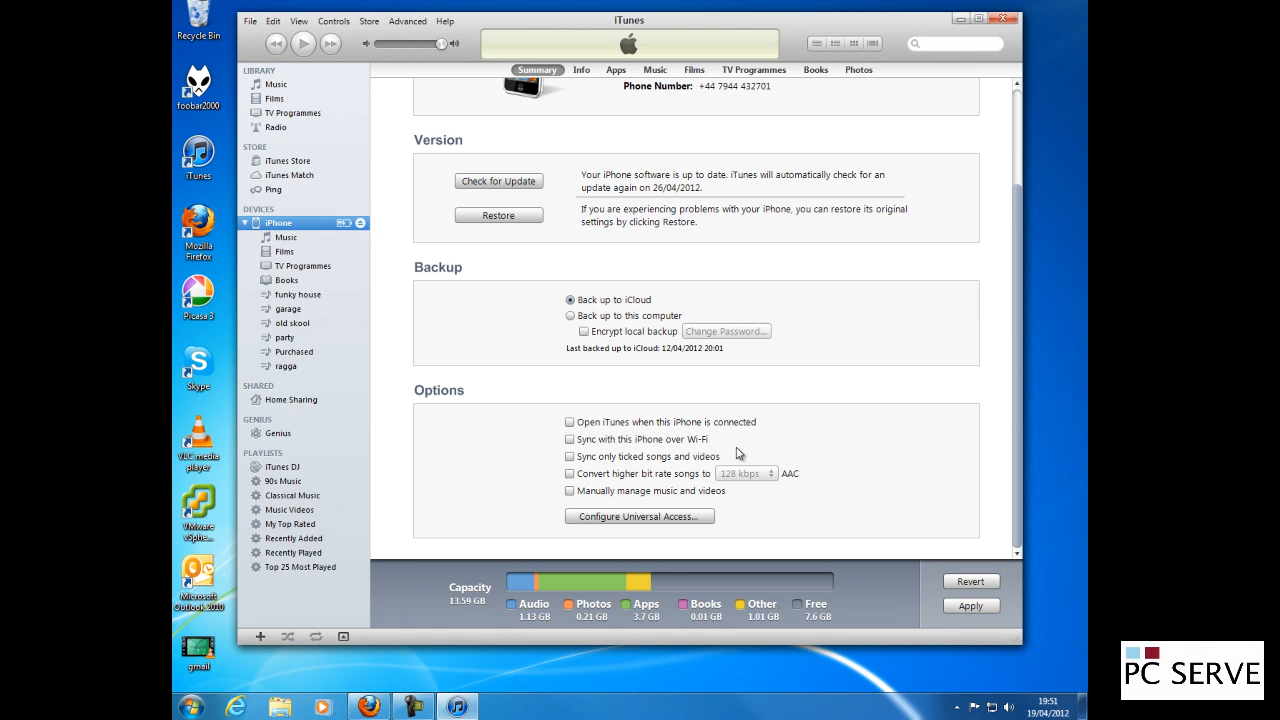 Recycle Bin
foobar2000
iTunes
Mozilla
Firefox
Picasa 3
Skype
VLC media
player
VMware
vSphe...
Microsoft
Outlook 2010
gmail
iTunes
File Edit View Controls Store Advanced Help
LIBRARY
Music
Films
TV Programmes
Radio
STORE
iTunes Store
iTunes Match
Ping
DEVICES
iPhone
Music
Films
TV Programmes
Books
funky house
garage
old skool
party
Purchased
ragga
SHARED
Home Sharing
GENIUS
Genius
PLAYLISTS
iTunes DJ
90s Music
Classical Music
Music Videos
My Top Rated
Recently Added
Recently Played
Top 25 Most Played
Summary Info Apps Music Films TV Programmes Books Photos
Phone Number: +44 7944 432701
Version
Check for Update
Your iPhone software is up to date. iTunes will automatically check for an
update again on 26/04/2012.
Restore
If you are experiencing problems with your iPhone, you can restore its original
settings by clicking Restore.
Backup
Back up to iCloud
Back up to this computer
Encrypt local backup Change Password...
Last backed up to iCloud: 12/04/2012 20:01
Options
Open iTunes when this iPhone is connected
Sync with this iPhone over Wi-Fi
Sync only ticked songs and videos
Convert higher bit rate songs to 128 kbps AAC
Manually manage music and videos
Configure Universal Access...
Capacity
13.59 GB
Audio Photos Apps Books Other Free
1.13 GB 0.21 GB 3.7 GB 0.01 GB 1.01 GB 7.6 GB
Revert
Apply
19:51
19/04/2012
PC SERVE